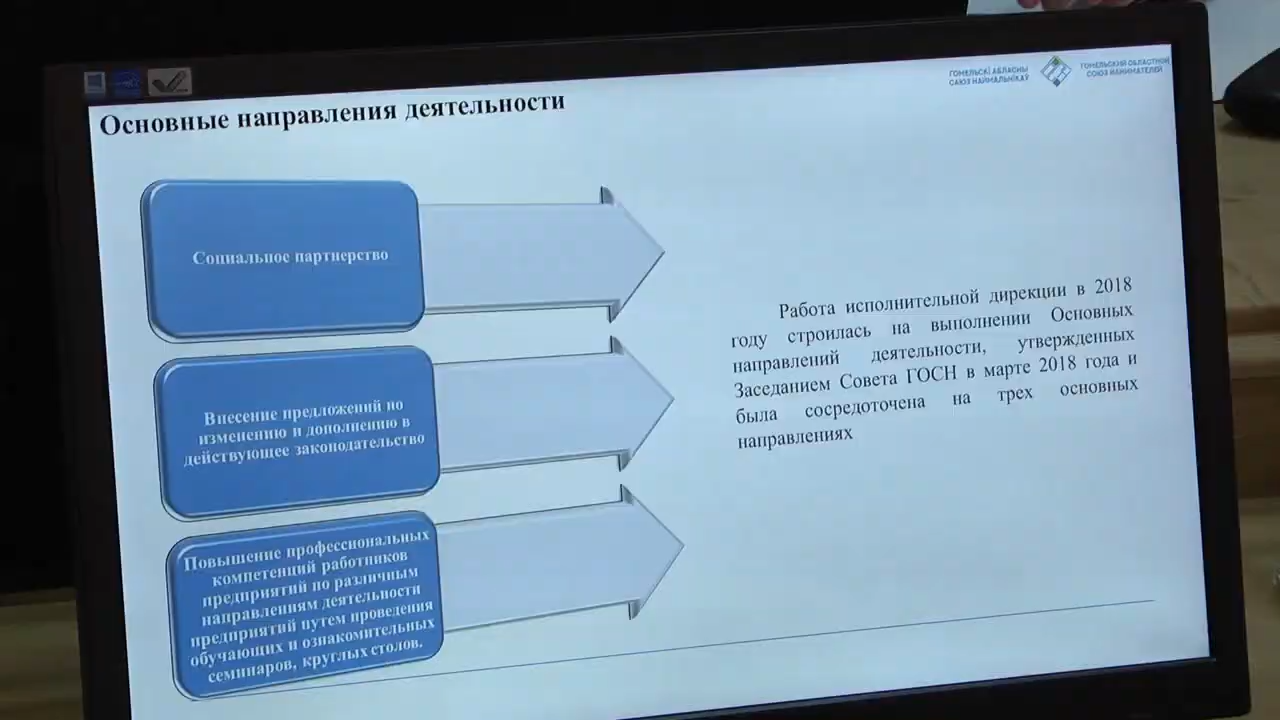 ГОМЕЛЬСКІ АБЛАСНЫ
САЮЗ НАЙМАЛЬНІКАЎ
ГОМЕЛЬСКИЙ ОБЛАСТНОЙ
СОЮЗ НАНИМАТЕЛЕЙ
Основные направления деятельности
Социальное партнерство
Внесение предложений по
изменению и дополнению в
действующее законодательство
Повышение профессиональных
компетенций работников
предприятий по различным
направлениям деятельности
предприятий путем проведения
обучающих и ознакомительных
семинаров, круглых столов.
Работа исполнительной дирекции в 2018
году строилась на выполнении Основных
направлений деятельности, утвержденных
Заседанием Совета ГОСН в марте 2018 года и
была сосредоточена на трех основных
направлениях